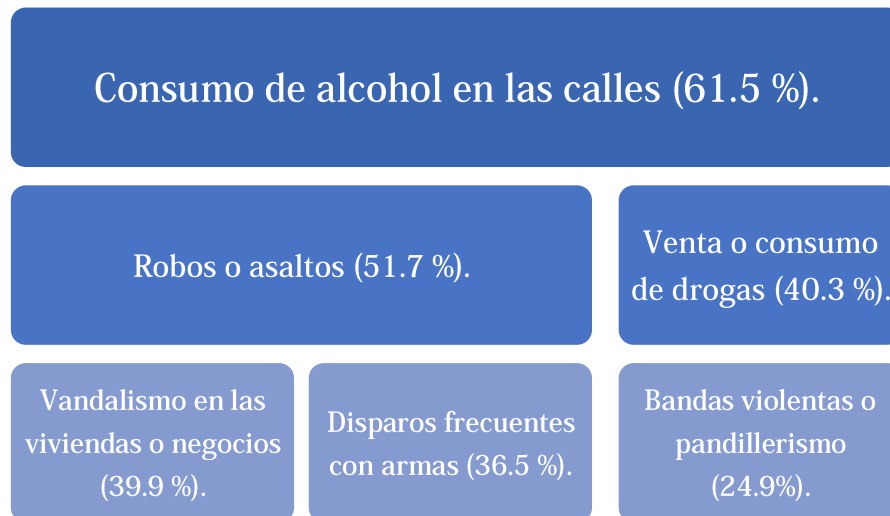 Consumo de alcohol en las calles (61.5 %).
Robos o asaltos (51.7 %).
Venta o consumo
de drogas (40.3 %).
Vandalismo en las
viviendas o negocios
(39.9 %).
Disparos frecuentes
con armas (36.5 %).
Bandas violentas o
pandillerismo
(24.9%).